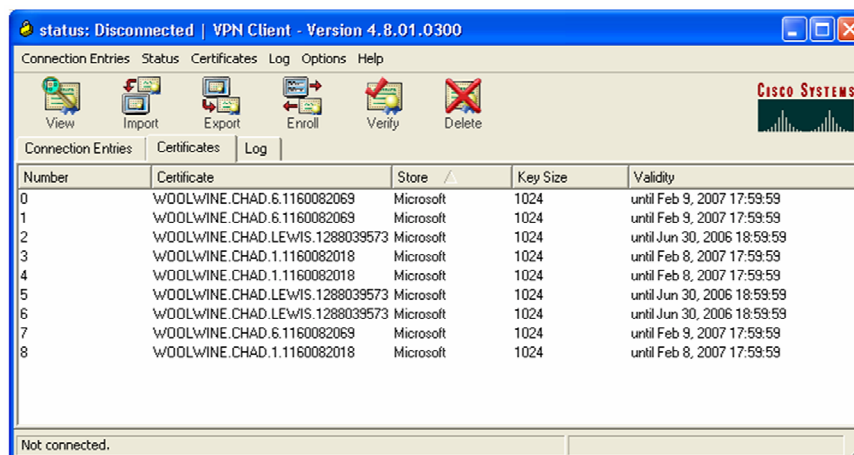 status: Disconnected | VPN Client - Version 4.8.01.0300
Connection Entries Status Certificates Log Options Help
View Import Export Enroll Verify Delete
CISCO SYSTEMS
Connection Entries Certificates Log
Number Certificate Store Key Size Validity
0 WOOLWINE.CHAD.6.1160082069 Microsoft 1024 until Feb 9, 2007 17:59:59
1 WOOLWINE.CHAD.6.1160082069 Microsoft 1024 until Feb 9, 2007 17:59:59
2 WOOLWINE.CHAD.LEWIS.1288039573 Microsoft 1024 until Jun 30, 2006 18:59:59
3 WOOLWINE.CHAD.1.1160082018 Microsoft 1024 until Feb 8, 2007 17:59:59
4 WOOLWINE.CHAD.1.1160082018 Microsoft 1024 until Feb 8, 2007 17:59:59
5 WOOLWINE.CHAD.LEWIS.1288039573 Microsoft 1024 until Jun 30, 2006 18:59:59
6 WOOLWINE.CHAD.LEWIS.1288039573 Microsoft 1024 until Jun 30, 2006 18:59:59
7 WOOLWINE.CHAD.6.1160082069 Microsoft 1024 until Feb 9, 2007 17:59:59
8 WOOLWINE.CHAD.1.1160082018 Microsoft 1024 until Feb 8, 2007 17:59:59
Not connected.